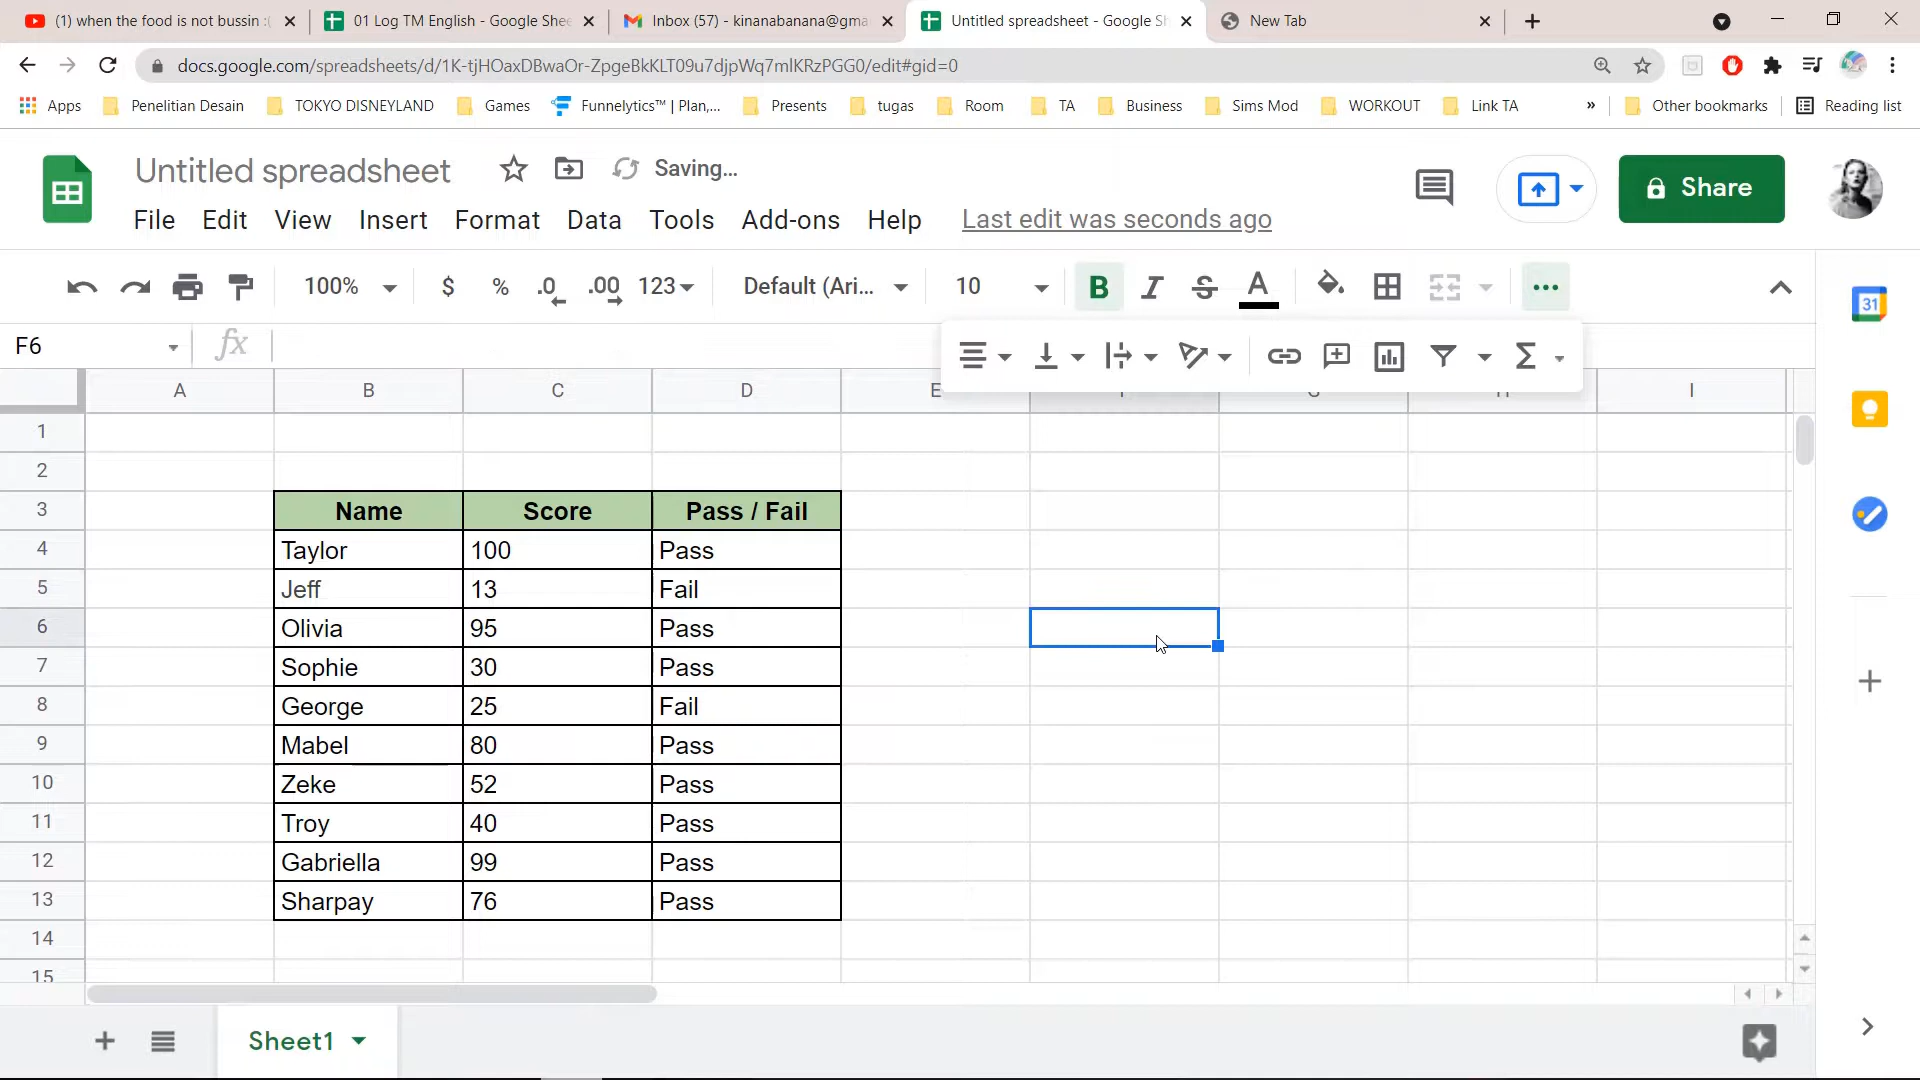 (1) when the food is not bussin :(
01 Log TM English - Google Shee
Inbox (57) - kinanabanana@gma
Untitled spreadsheet - Google Sh
New Tab
docs.google.com/spreadsheets/d/1K-tjHOaxDBwaOr-ZpgeBkKLT09u7djpWq7mlKRzPGG0/edit#gid=0
Apps Penelitian Desain TOKYO DISNEYLAND Games Funnelytics™ | Plan,... Presents tugas Room TA Business Sims Mod WORKOUT Link TA » Other bookmarks Reading list
Untitled spreadsheet Saving...
Share
File Edit View Insert Format Data Tools Add-ons Help Last edit was seconds ago
100% $ % .0 .00 123 Default (Ari... 10 B I S A
31
F6 fx
A B C D E I
1
2
3 Name Score Pass / Fail
4 Taylor 100 Pass
5 Jeff 13 Fail
6 Olivia 95 Pass
7 Sophie 30 Pass
8 George 25 Fail
9 Mabel 80 Pass
10 Zeke 52 Pass
11 Troy 40 Pass
12 Gabriella 99 Pass
13 Sharpay 76 Pass
14
15
Sheet1